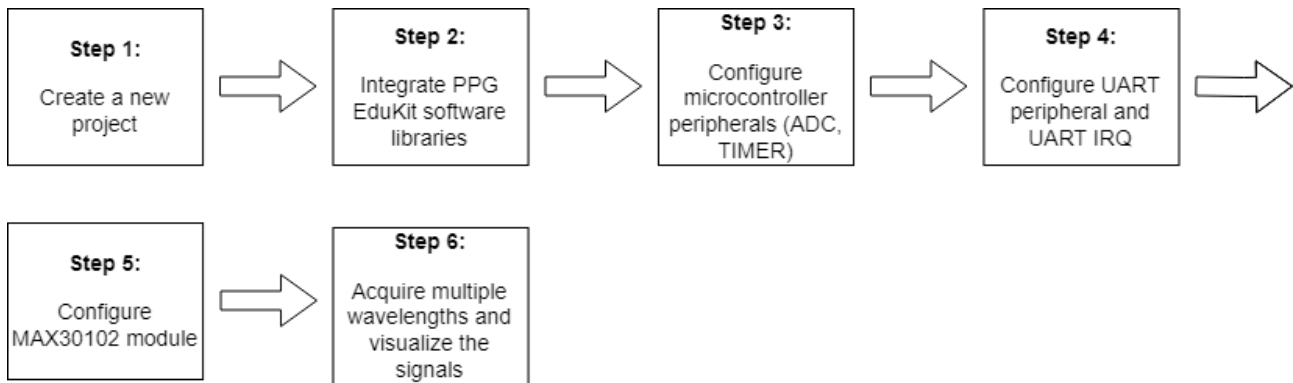 Step 1:
Create a new
project
Step 2:
Integrate PPG
EduKit software
libraries
Step 3:
Configure
microcontroller
peripherals (ADC,
TIMER)
Step 4:
Configure UART
peripheral and
UART IRQ
Step 5:
Configure
MAX30102 module
Step 6:
Acquire multiple
wavelengths and
visualize the
signals